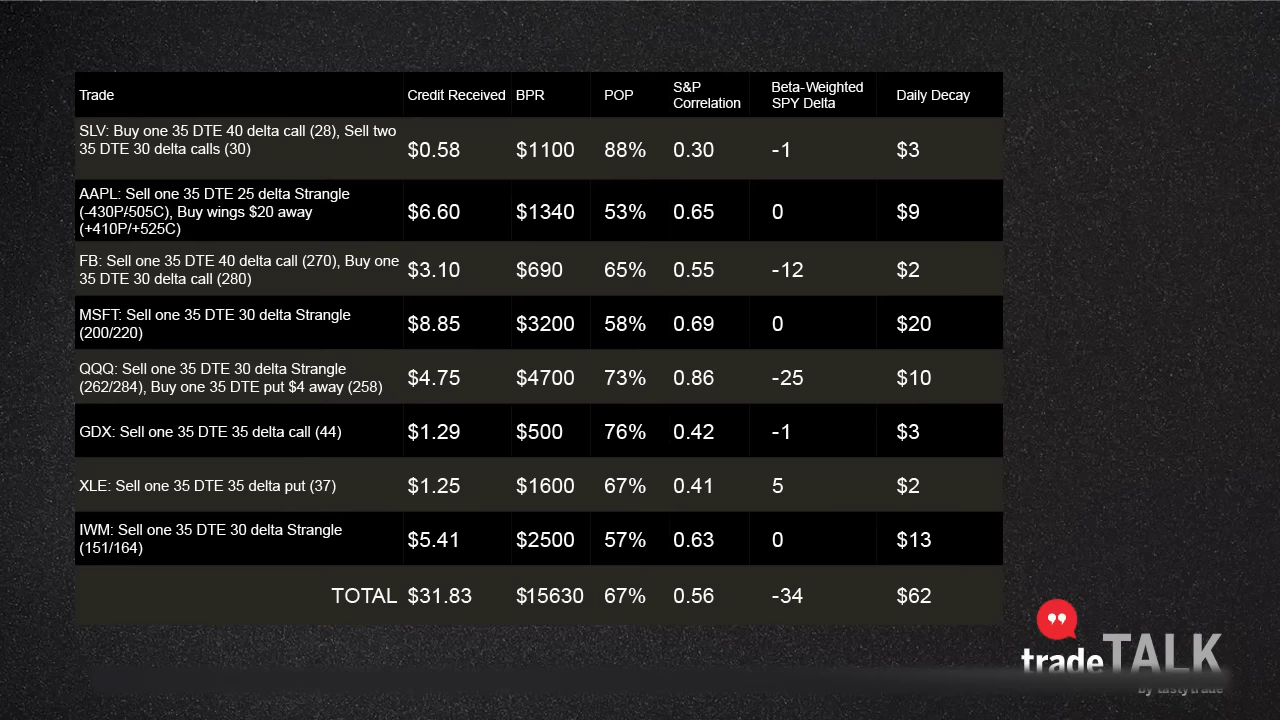 Trade Credit Received BPR POP S&P Correlation Beta-Weighted SPY Delta Daily Decay
SLV: Buy one 35 DTE 40 delta call (28), Sell two
35 DTE 30 delta calls (30)
$0.58 $1100 88% 0.30 -1 $3
AAPL: Sell one 35 DTE 25 delta Strangle
(-430P/505C), Buy wings $20 away
(+410P/+525C)
$6.60 $1340 53% 0.65 0 $9
FB: Sell one 35 DTE 40 delta call (270), Buy one
35 DTE 30 delta call (280)
$3.10 $690 65% 0.55 -12 $2
MSFT: Sell one 35 DTE 30 delta Strangle
(200/220)
$8.85 $3200 58% 0.69 0 $20
QQQ: Sell one 35 DTE 30 delta Strangle
(262/284), Buy one 35 DTE put $4 away (258)
$4.75 $4700 73% 0.86 -25 $10
GDX: Sell one 35 DTE 35 delta call (44)
$1.29 $500 76% 0.42 -1 $3
XLE: Sell one 35 DTE 35 delta put (37)
$1.25 $1600 67% 0.41 5 $2
IWM: Sell one 35 DTE 30 delta Strangle
(151/164)
$5.41 $2500 57% 0.63 0 $13
TOTAL $31.83 $15630 67% 0.56 -34 $62
tradeTALK
by tastytrade